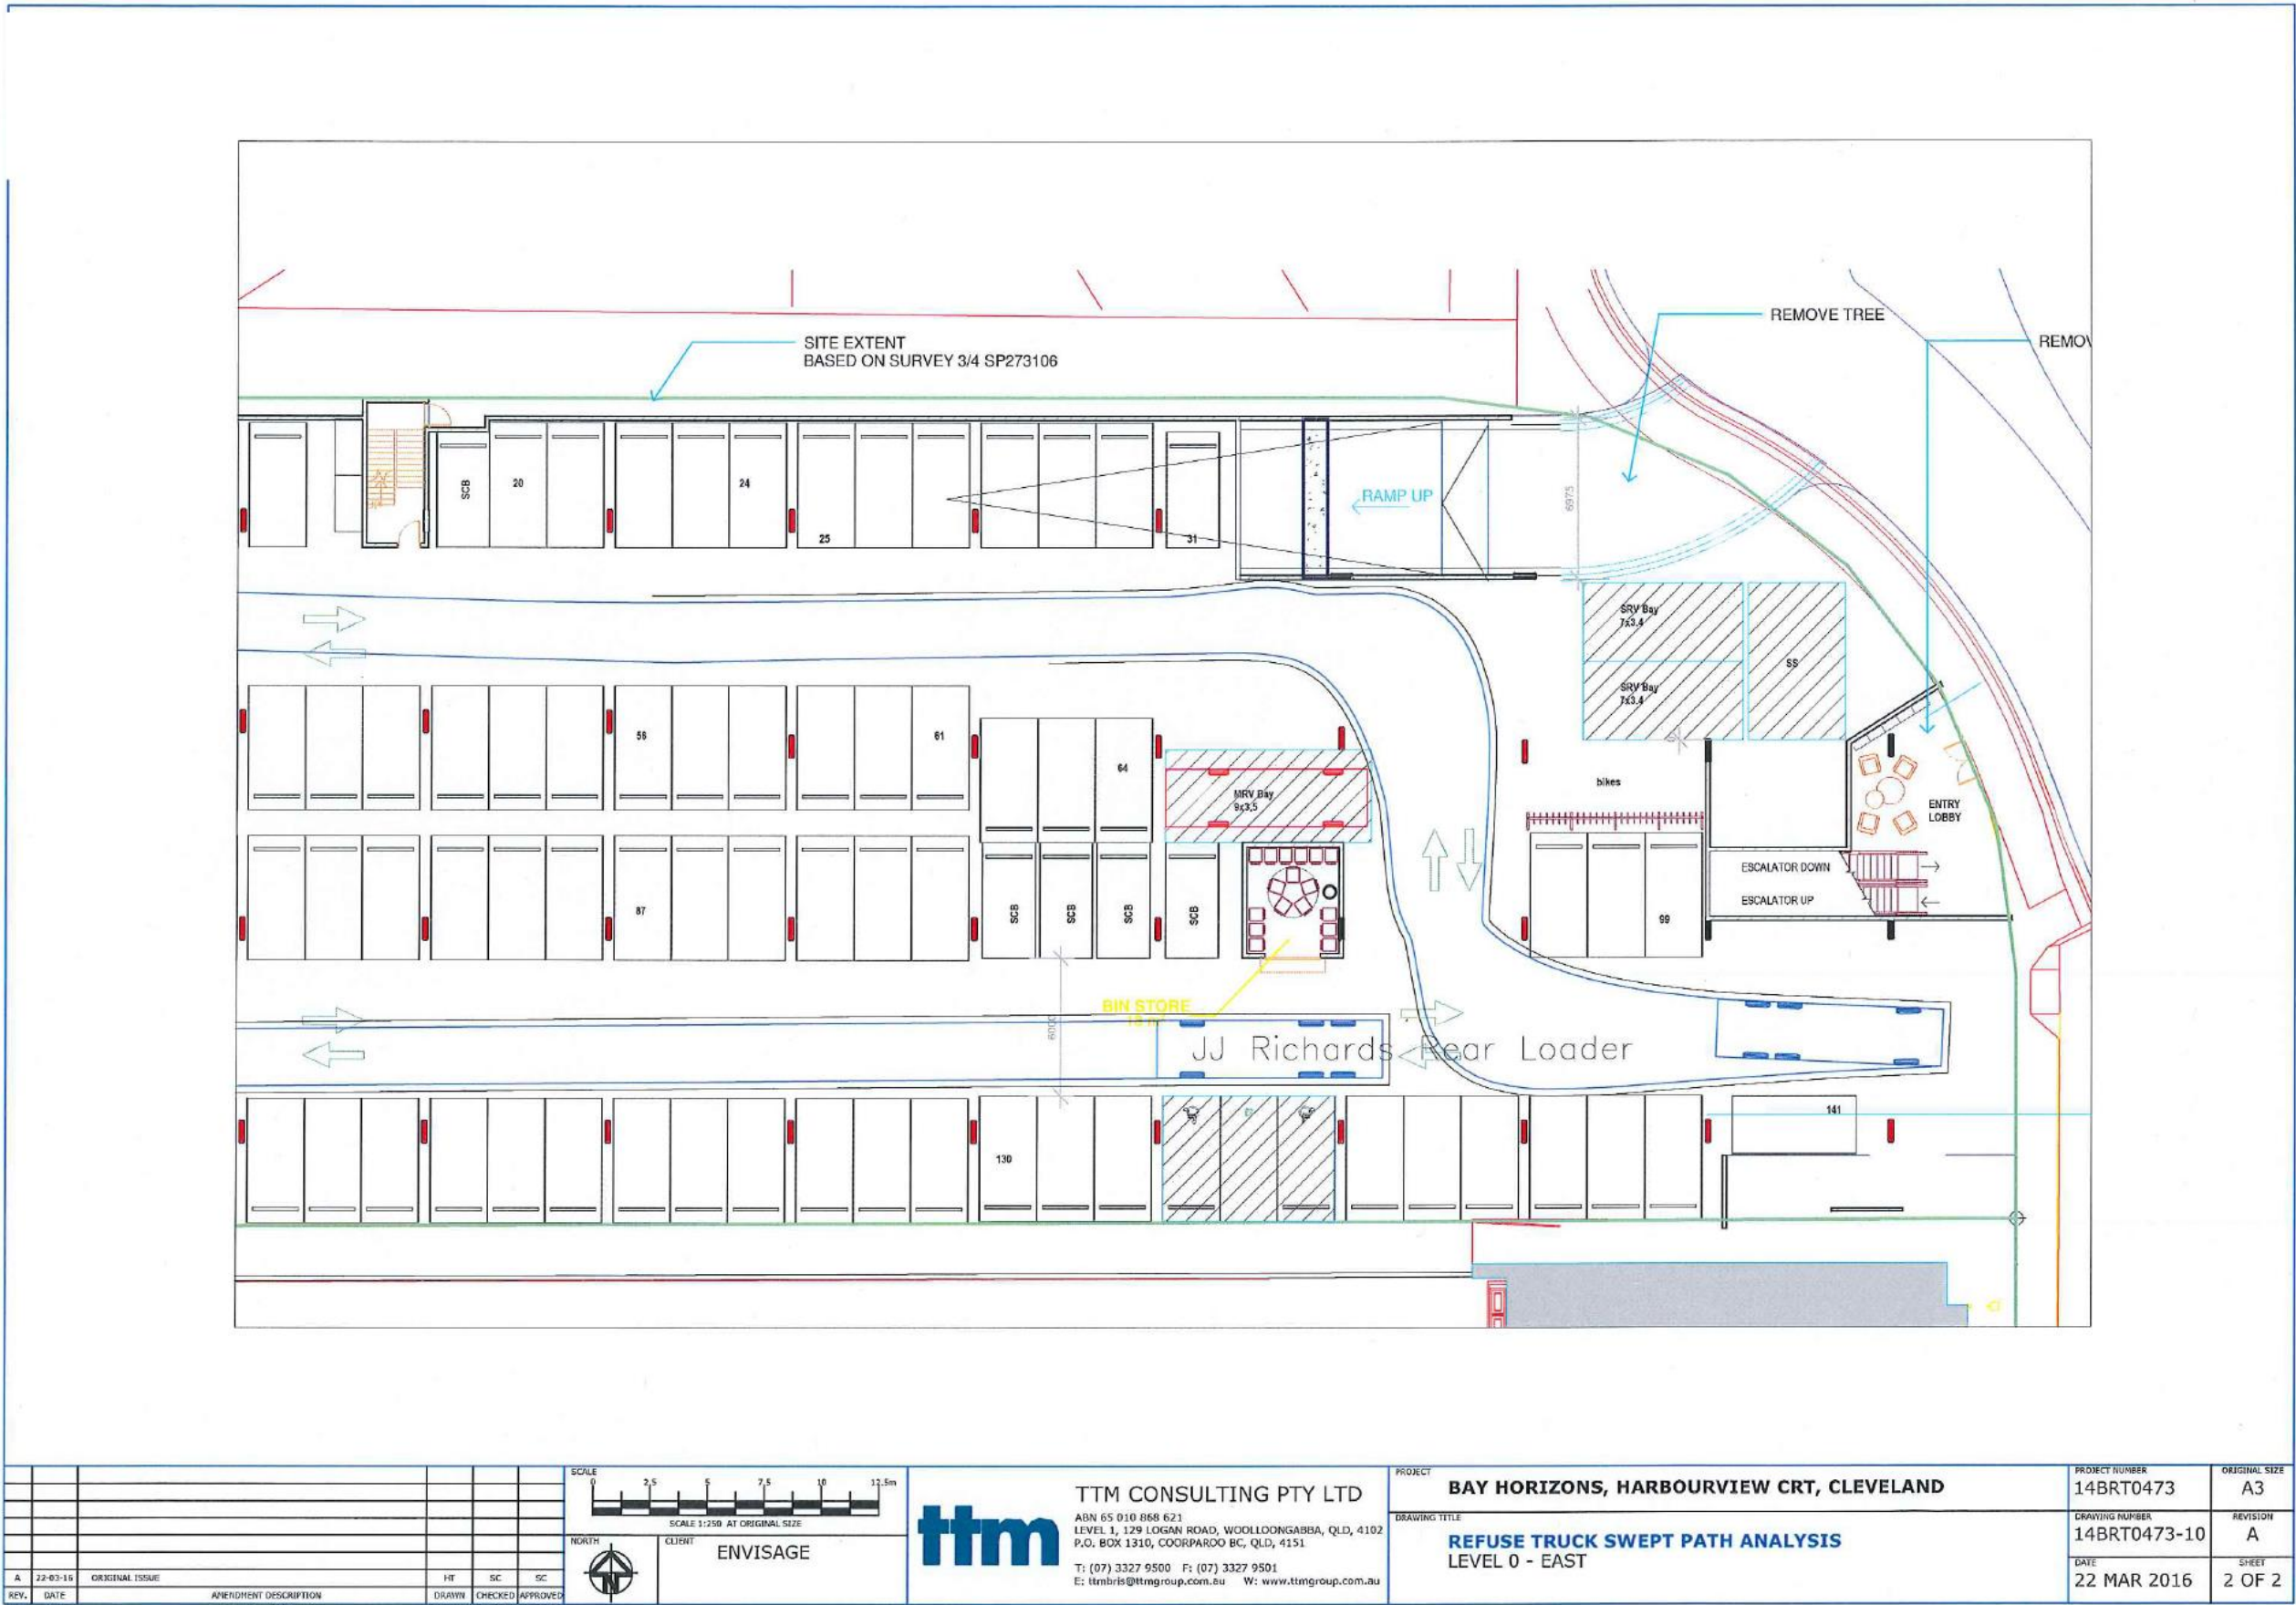 REMOVE TREE
REMOV
SITE EXTENT
BASED ON SURVEY 3/4 SP273106
SCB
20
24
25
31
RAMP UP
6975
SRV Bay
7x3.4
SRV Bay
7x3.4
SS
56
61
64
MRV Bay
9x3.5
bikes
ENTRY
LOBBY
ESCALATOR DOWN
ESCALATOR UP
87
SCB
SCB
SCB
SCB
99
BIN STORE
6000
JJ Richards Rear Loader
130
141
A 22-03-16 ORIGINAL ISSUE HT SC SC
REV. DATE AMENDMENT DESCRIPTION DRAWN CHECKED APPROVED
SCALE
0 2.5 5 7.5 10 12.5m
SCALE 1:250 AT ORIGINAL SIZE
NORTH
CLIENT
ENVISAGE
ttm
TTM CONSULTING PTY LTD
ABN 65 010 868 621
LEVEL 1, 129 LOGAN ROAD, WOOLLOONGABBA, QLD, 4102
P.O. BOX 1310, COORPAROO BC, QLD, 4151
T: (07) 3327 9500 F: (07) 3327 9501
E: ttmbris@ttmgroup.com.au W: www.ttmgroup.com.au
PROJECT
BAY HORIZONS, HARBOURVIEW CRT, CLEVELAND
DRAWING TITLE
REFUSE TRUCK SWEPT PATH ANALYSIS
LEVEL 0 - EAST
PROJECT NUMBER
14BRT0473
ORIGINAL SIZE
A3
DRAWING NUMBER
14BRT0473-10
REVISION
A
DATE
22 MAR 2016
SHEET
2 OF 2